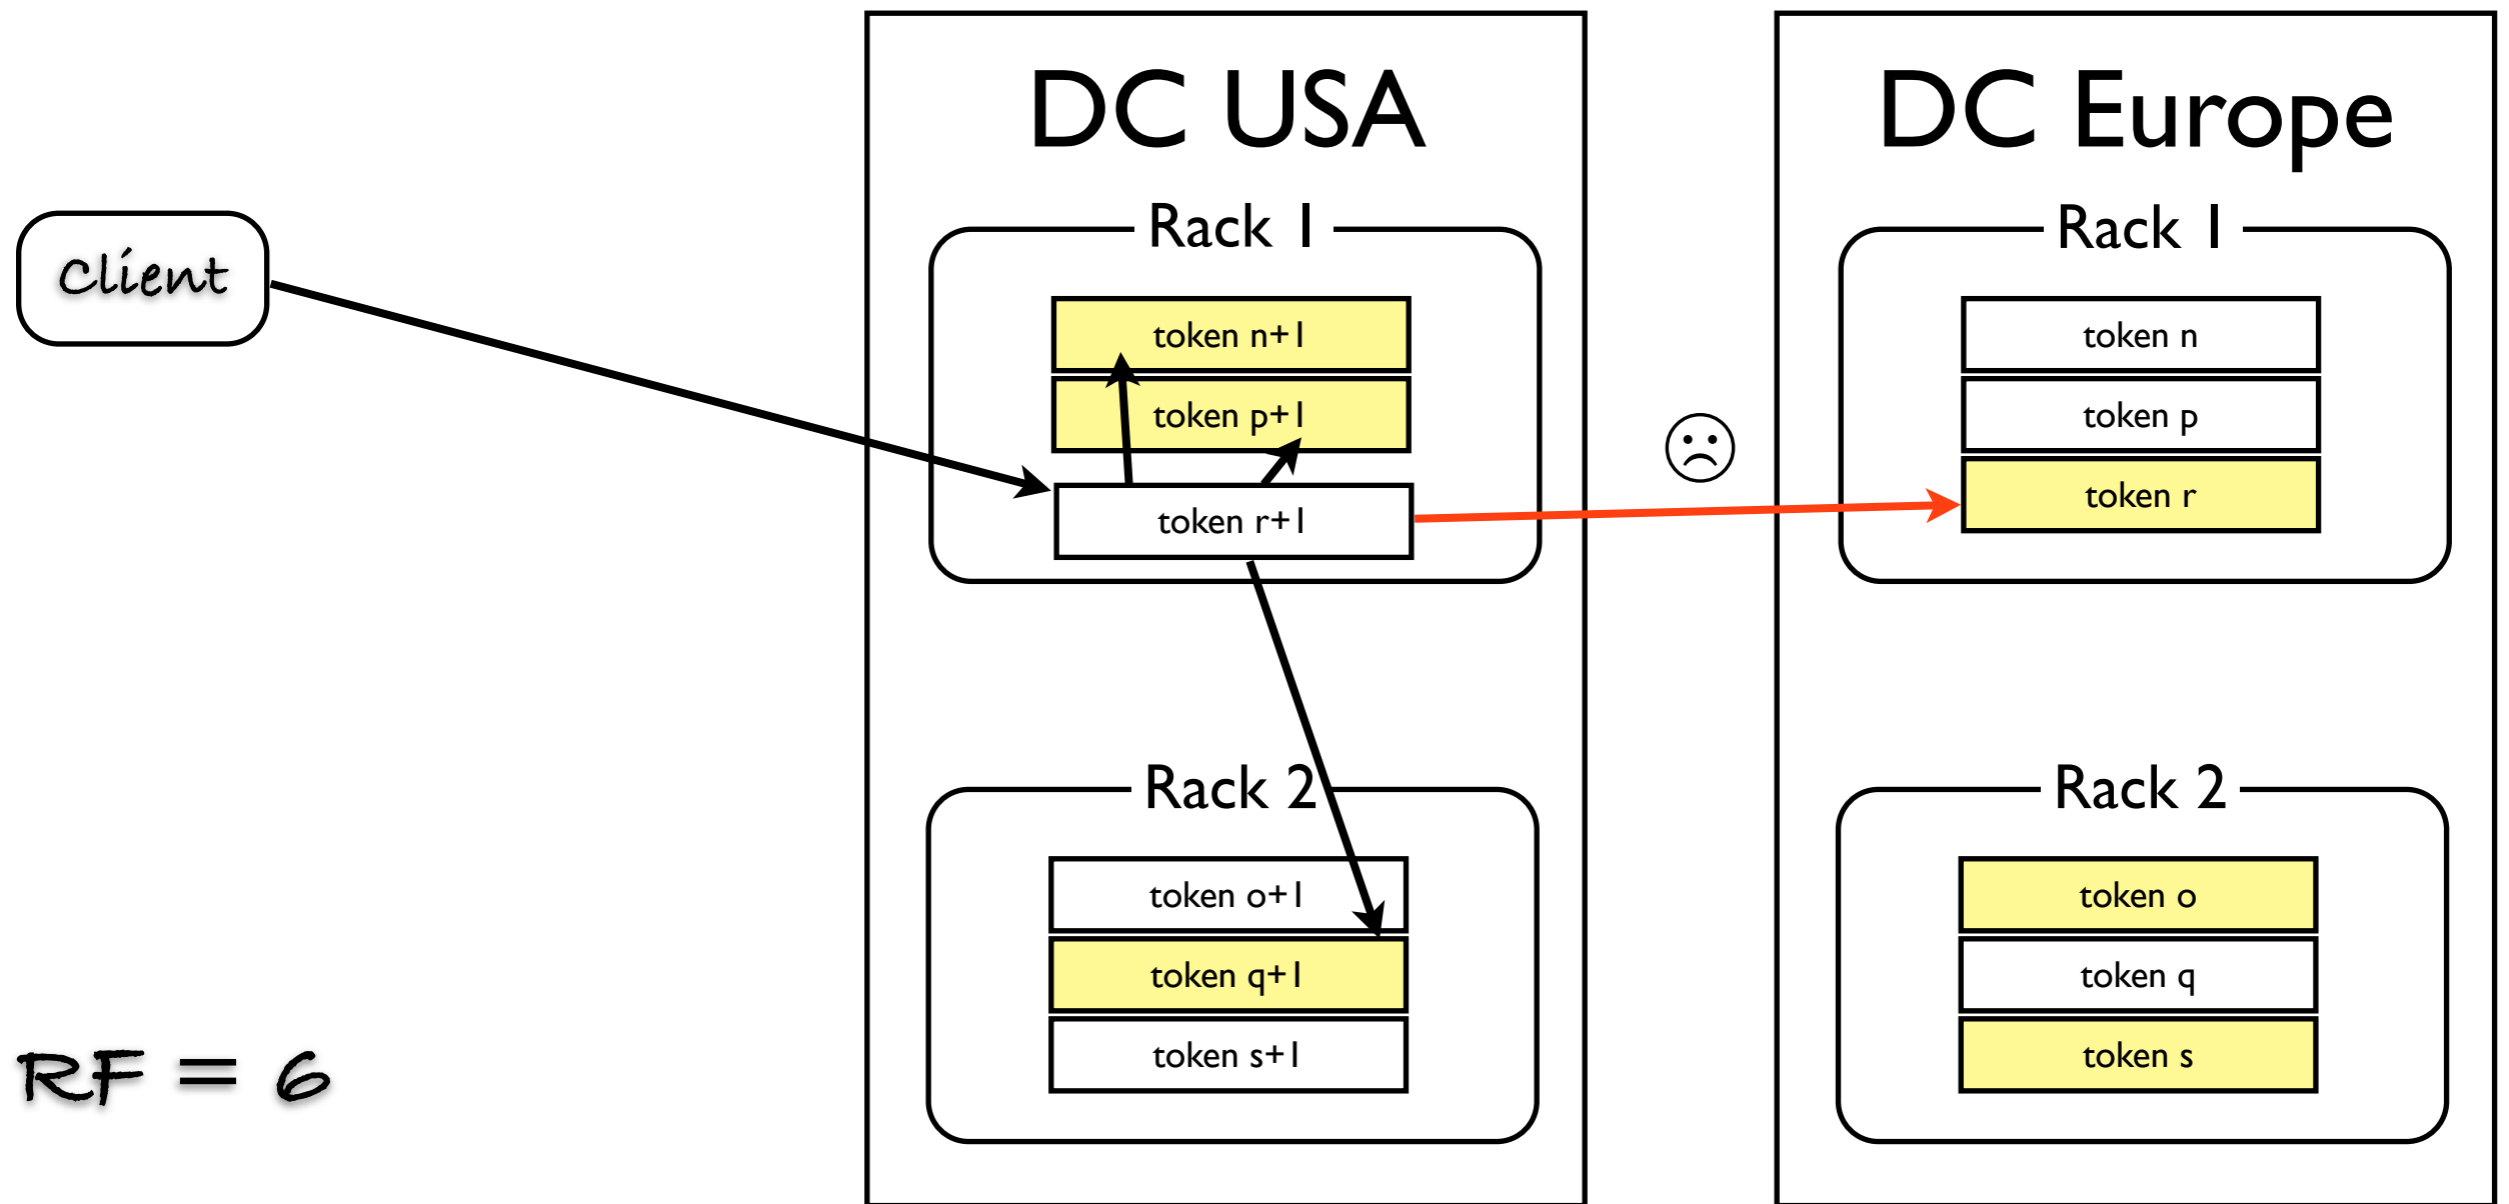 DC USA
DC Europe
Client
Rack 1
token n+1
token p+1
token r+1
Rack 1
token n
token p
token r
Rack 2
token o+1
token q+1
token s+1
Rack 2
token o
token q
token s
RF = 6